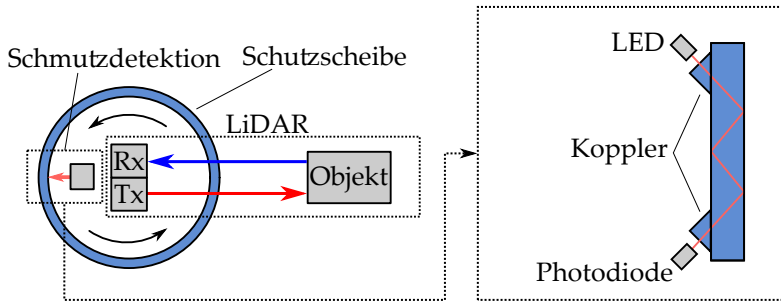 Schmutzdetektion
Schutzscheibe
LiDAR
Rx
Tx
Objekt
LED
Koppler
Photodiode